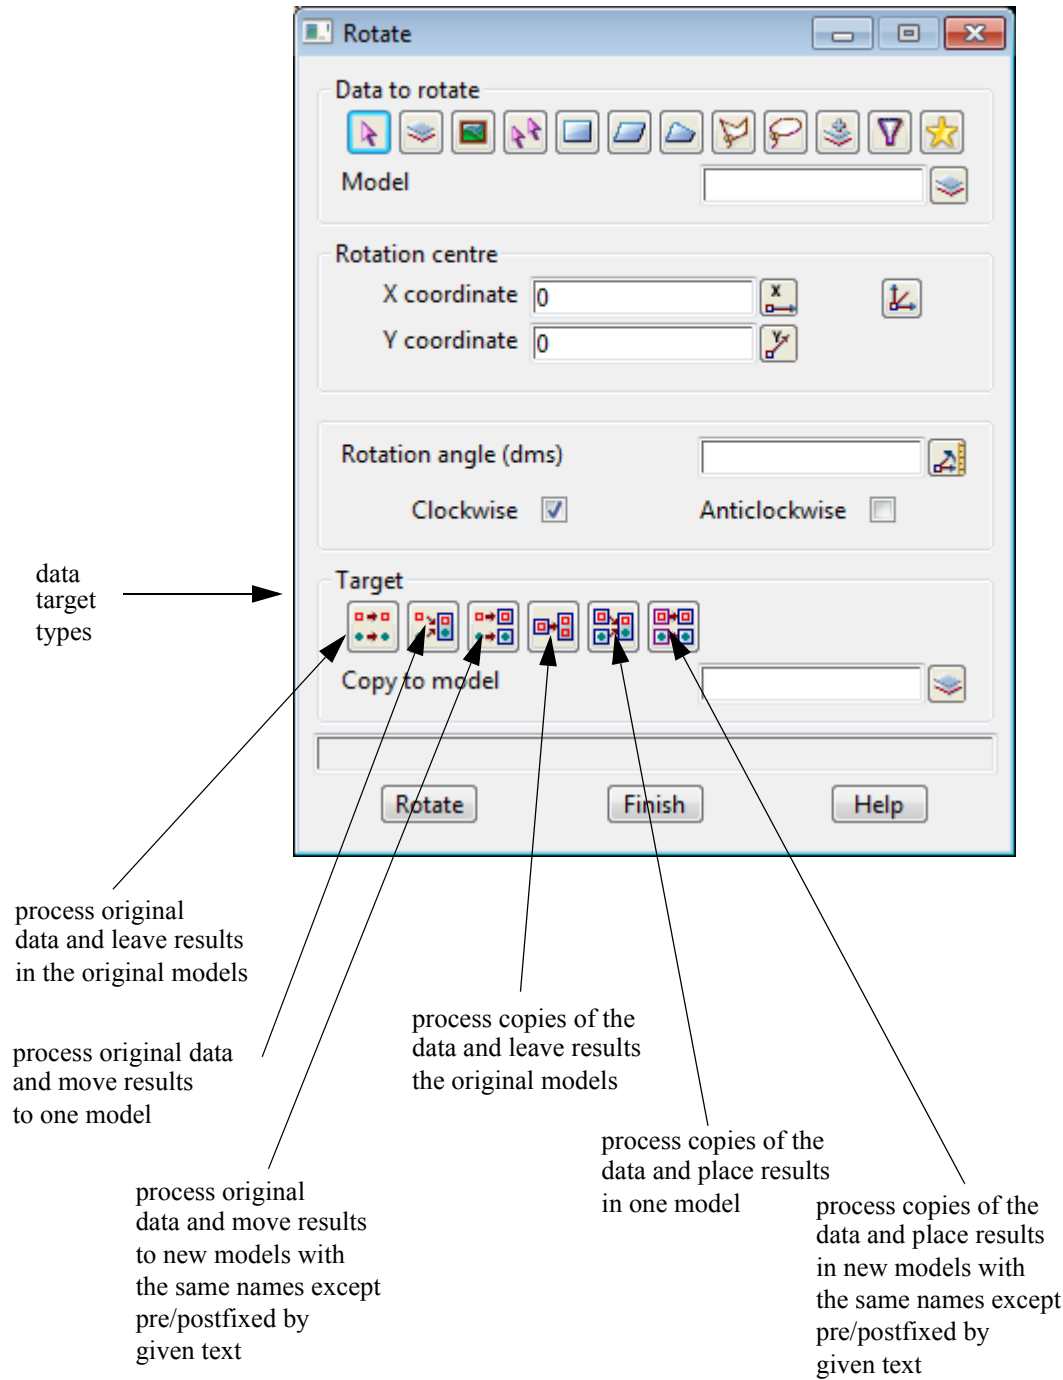 Rotate
Data to rotate
Model
Rotation centre
X coordinate 0 X
Y coordinate 0 Y
Rotation angle (dms)
Clockwise Anticlockwise
data
target
types
Target
Copy to model
Rotate Finish Help
process original
data and leave results
in the original models
process original data
and move results
to one model
process original
data and move results
to new models with
the same names except
pre/postfixed by
given text
process copies of the
data and leave results
the original models
process copies of the
data and place results
in one model
process copies of the
data and place results
in new models with
the same names except
pre/postfixed by
given text